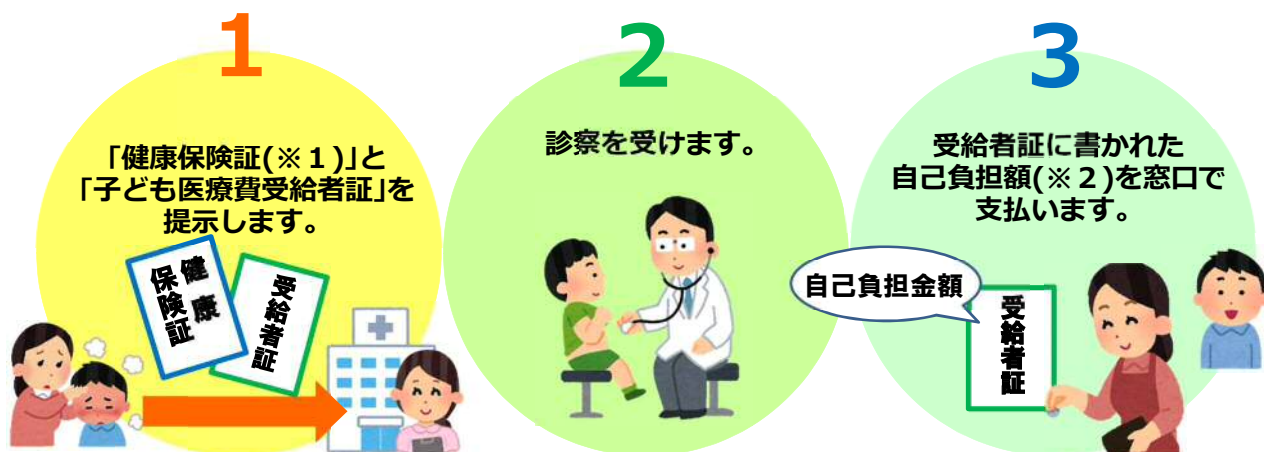 1
「健康保険証(※１)」と
「子ども医療費受給者証」を
提示します。
健康
保険証
受給者証
2
診察を受けます。
3
受給者証に書かれた
自己負担額(※２)を窓口で
支払います。
自己負担金額
受給者証